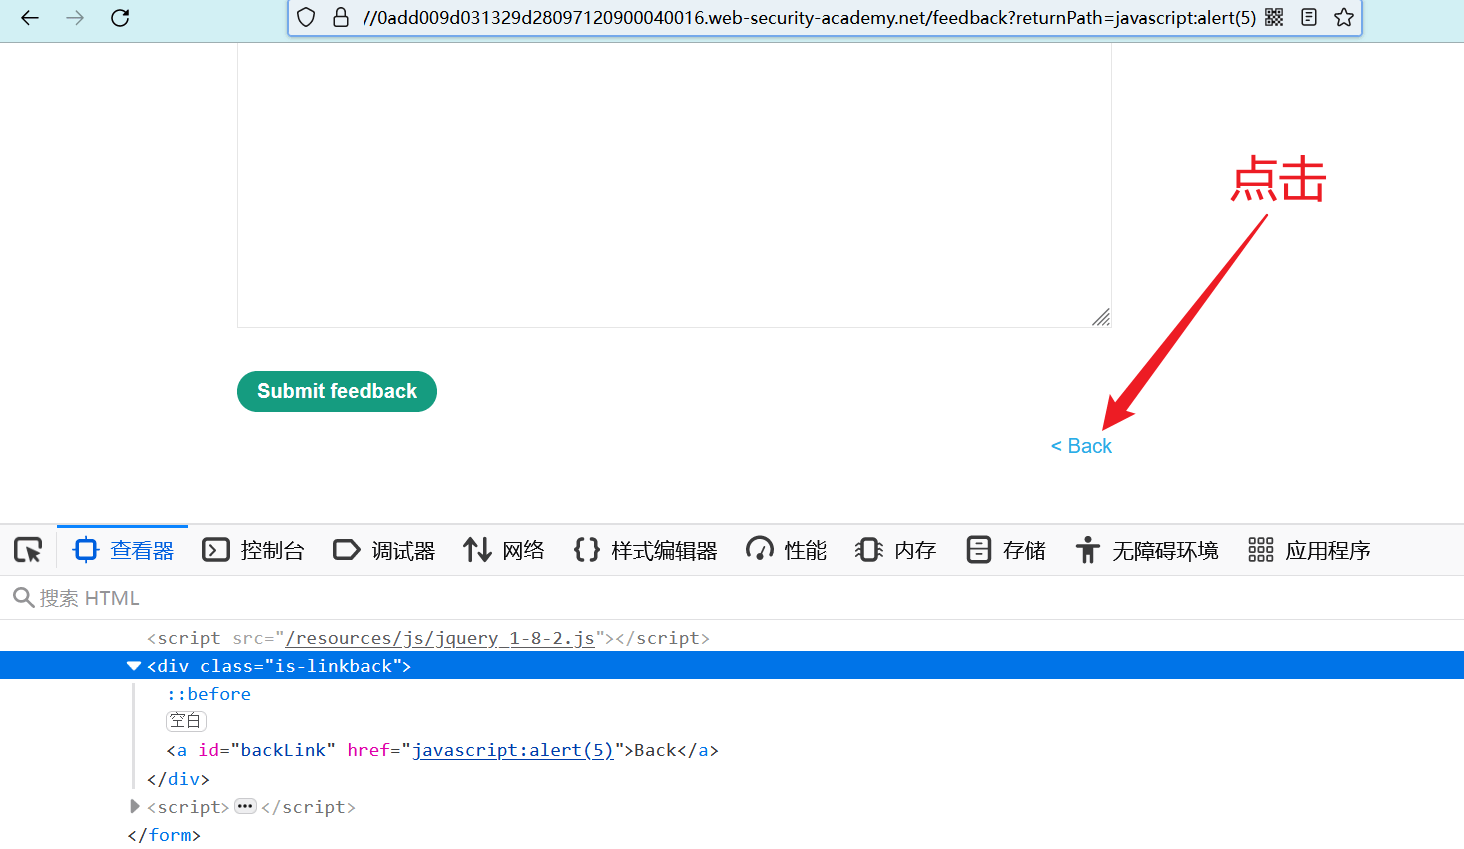 //0add009d031329d28097120900040016.web-security-academy.net/feedback?returnPath=javascript:alert(5)
点击
Submit feedback
< Back
查看器 控制台 调试器 网络 样式编辑器 性能 内存 存储 无障碍环境 应用程序
搜索 HTML
<script src="/resources/js/jquery_1-8-2.js"></script>
<div class="is-linkback">
::before
空白
<a id="backLink" href="javascript:alert(5)">Back</a>
</div>
<script>•••</script>
</form>